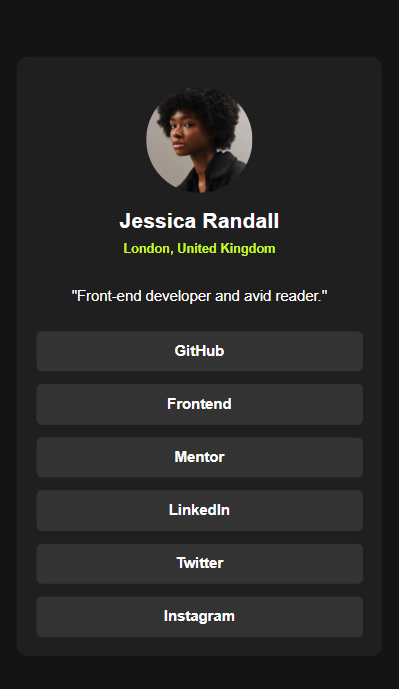 Jessica Randall
London, United Kingdom
"Front-end developer and avid reader."
GitHub
Frontend
Mentor
LinkedIn
Twitter
Instagram